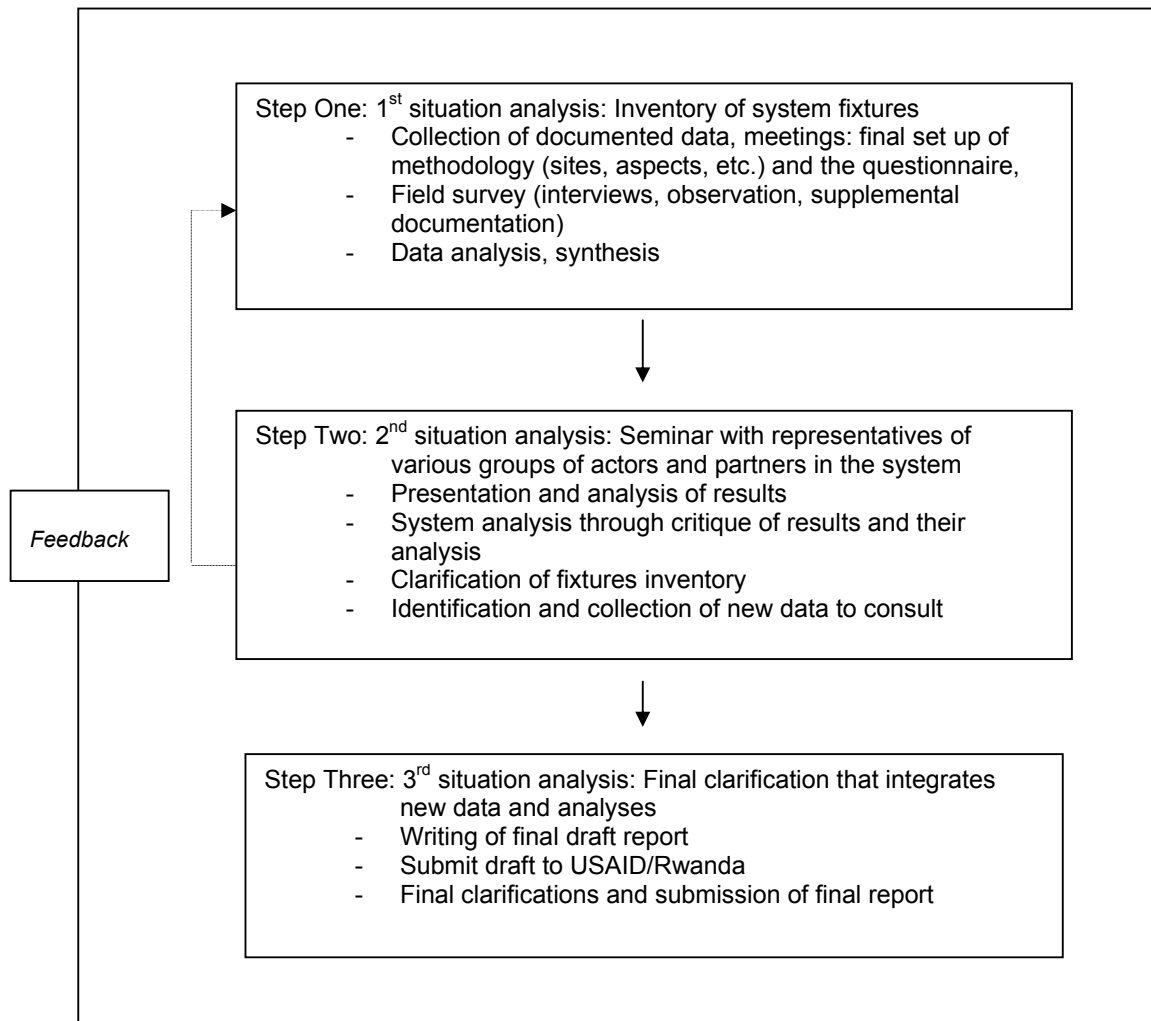 Step One: 1st situation analysis: Inventory of system fixtures
- Collection of documented data, meetings: final set up of
methodology (sites, aspects, etc.) and the questionnaire,
- Field survey (interviews, observation, supplemental
documentation)
- Data analysis, synthesis
Step Two: 2nd situation analysis: Seminar with representatives of
various groups of actors and partners in the system
- Presentation and analysis of results
- System analysis through critique of results and their
analysis
- Clarification of fixtures inventory
- Identification and collection of new data to consult
Feedback
Step Three: 3rd situation analysis: Final clarification that integrates
new data and analyses
- Writing of final draft report
- Submit draft to USAID/Rwanda
- Final clarifications and submission of final report